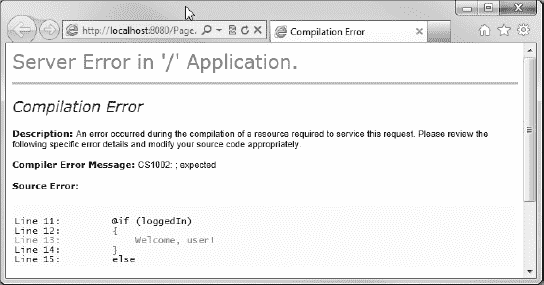 http://localhost:8080/Page.
Compilation Error
Server Error in '/' Application.
Compilation Error
Description: An error occurred during the compilation of a resource required to service this request. Please review the
following specific error details and modify your source code appropriately.
Compiler Error Message: CS1002: ; expected
Source Error:
Line 11: @if (loggedIn)
Line 12: {
Line 13: Welcome, user!
Line 14: }
Line 15: else